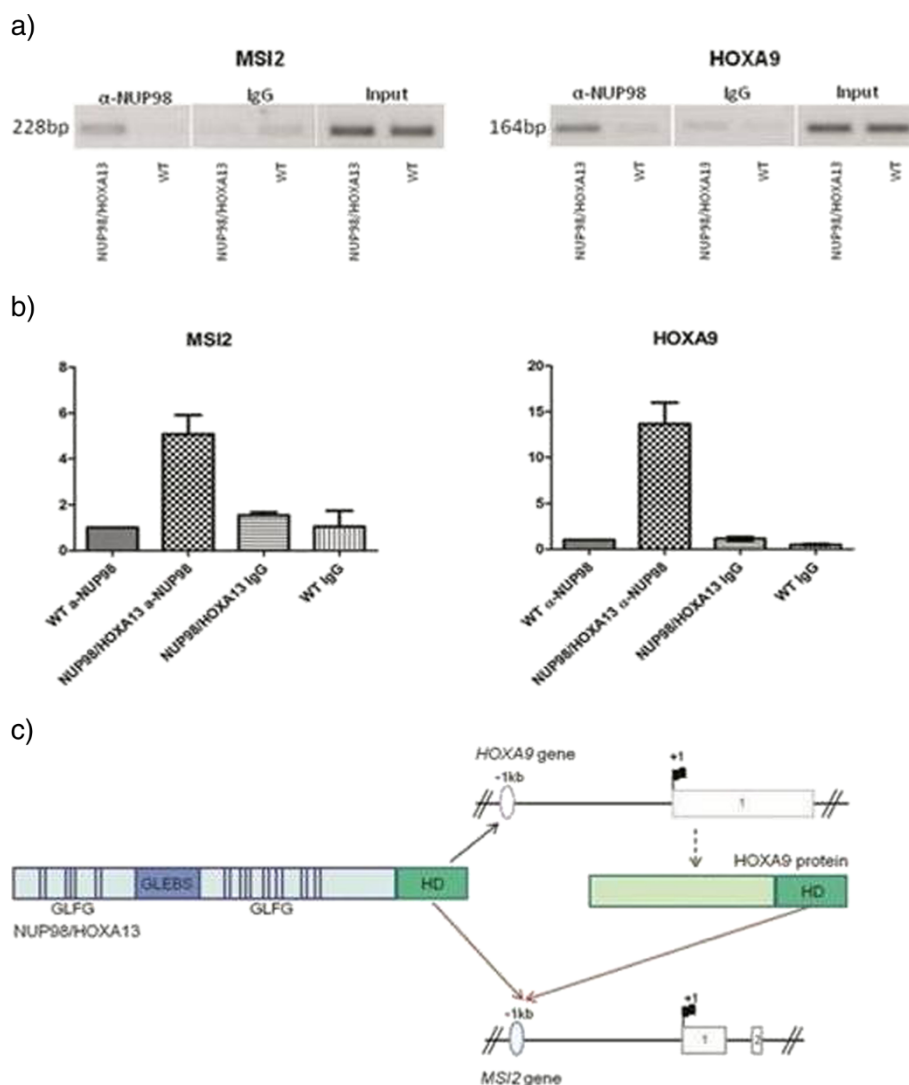 a)
MSI2
HOXA9
α-NUP98 IgG Input
α-NUP98 IgG Input
228bp
164bp
NUP98/HOXA13 WT NUP98/HOXA13 WT NUP98/HOXA13 WT
NUP98/HOXA13 WT NUP98/HOXA13 WT NUP98/HOXA13 WT
b)
MSI2
8
6
4
2
0
WT a-NUP98
NUP98/HOXA13 a-NUP98
NUP98/HOXA13 IgG
WT IgG
HOXA9
20
15
10
5
0
WT α-NUP98
NUP98/HOXA13 α-NUP98
NUP98/HOXA13 IgG
WT IgG
c)
HOXA9 gene
-1kb
+1
1
HOXA9 protein
GLEBS
HD
HD
GLFG
GLFG
NUP98/HOXA13
-1kb
+1
1
2
MSI2 gene